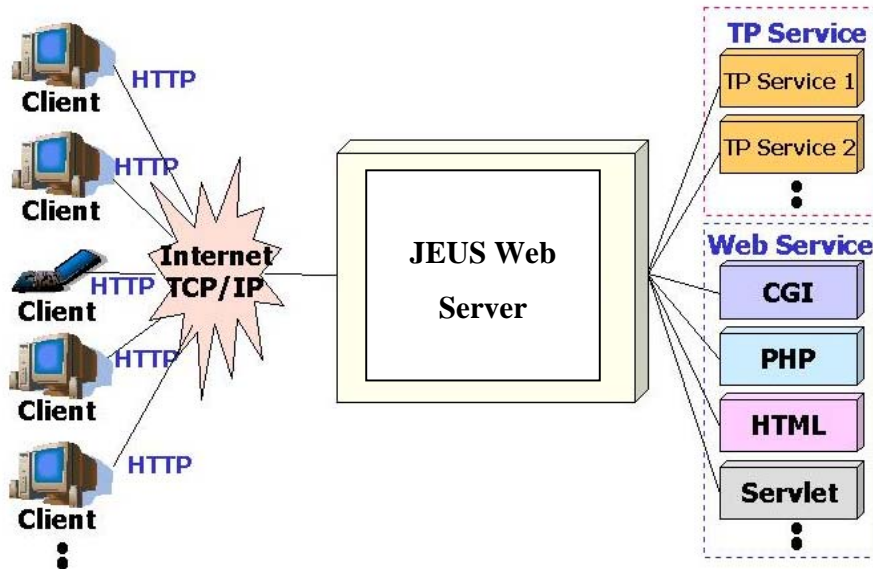 HTTP
Client
HTTP
Client
HTTP
Client
HTTP
Client
HTTP
Client
Internet
TCP/IP
JEUS Web
Server
TP Service
TP Service 1
TP Service 2
Web Service
CGI
PHP
HTML
Servlet